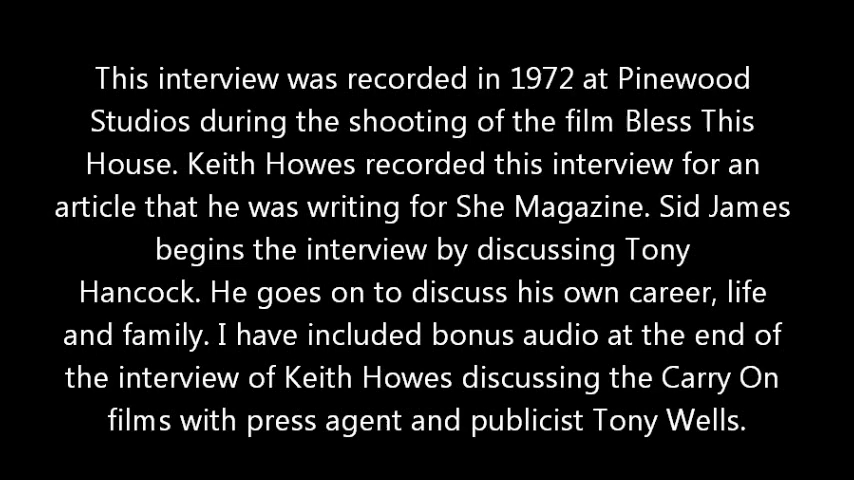 This interview was recorded in 1972 at Pinewood
Studios during the shooting of the film Bless This
House. Keith Howes recorded this interview for an
article that he was writing for She Magazine. Sid James
begins the interview by discussing Tony
Hancock. He goes on to discuss his own career, life
and family. I have included bonus audio at the end of
the interview of Keith Howes discussing the Carry On
films with press agent and publicist Tony Wells.